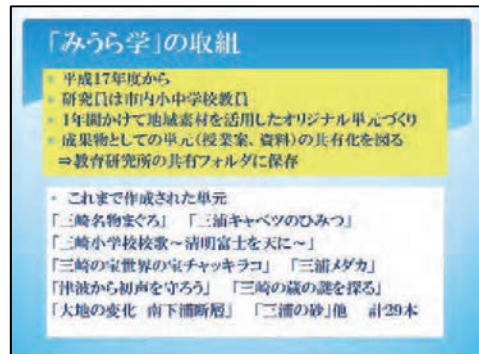 「みうら学」の取組
• 平成17年度から
• 研究員は市内小中学校教員
• 1年間かけて地域素材を活用したオリジナル単元づくり
• 成果物としての単元(授業案、資料)の共有化を図る
⇒教育研究所の共有フォルダに保存
• これまで作成された単元
「三崎名物まぐろ」 「三浦キャベツのひみつ」
「三崎小学校校歌~清明富士を天に~」
「三崎の宝世界の宝チャッキラコ」 「三浦メダカ」
「津波から初声を守ろう」 「三崎の蔵の謎を探る」
「大地の変化 南下浦断層」 「三浦の砂」他 計29本